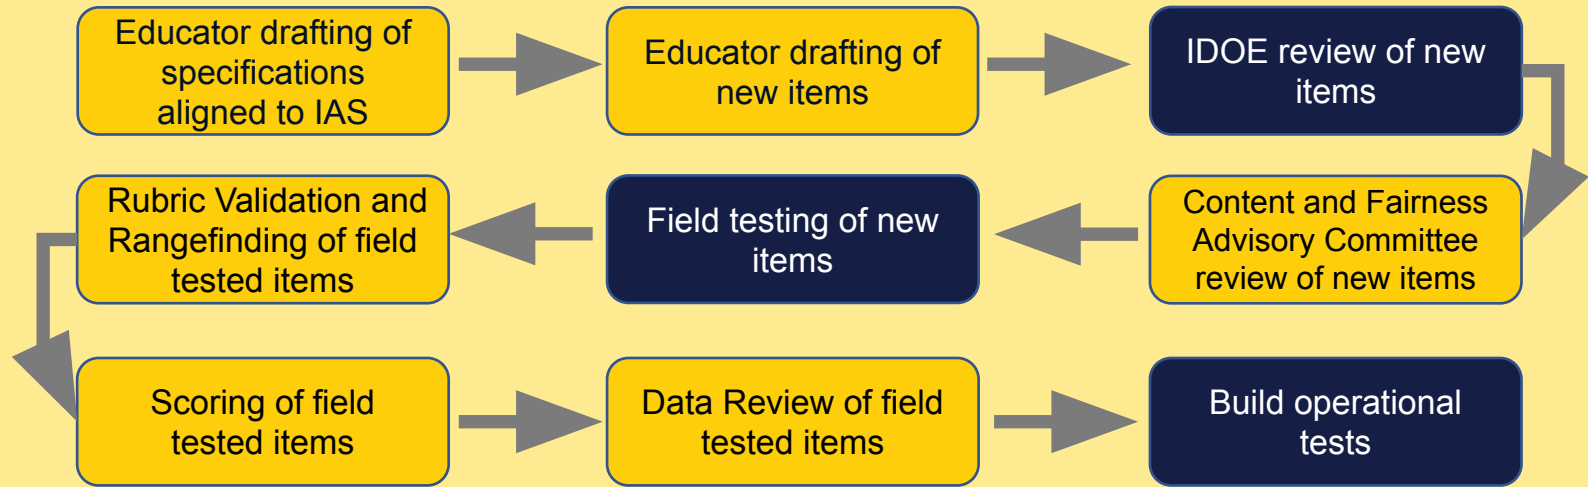 Educator drafting of
specifications
aligned to IAS
Educator drafting of
new items
IDOE review of new
items
Content and Fairness
Advisory Committee
review of new items
Field testing of new
items
Rubric Validation and
Rangefinding of field
tested items
Scoring of field
tested items
Data Review of field
tested items
Build operational
tests